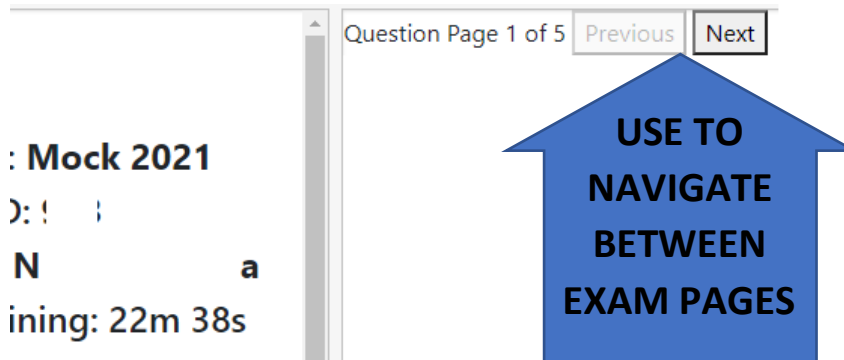 Question Page 1 of 5 Previous Next
: Mock 2021
N a
ining: 22m 38s
USE TO
NAVIGATE
BETWEEN
EXAM PAGES